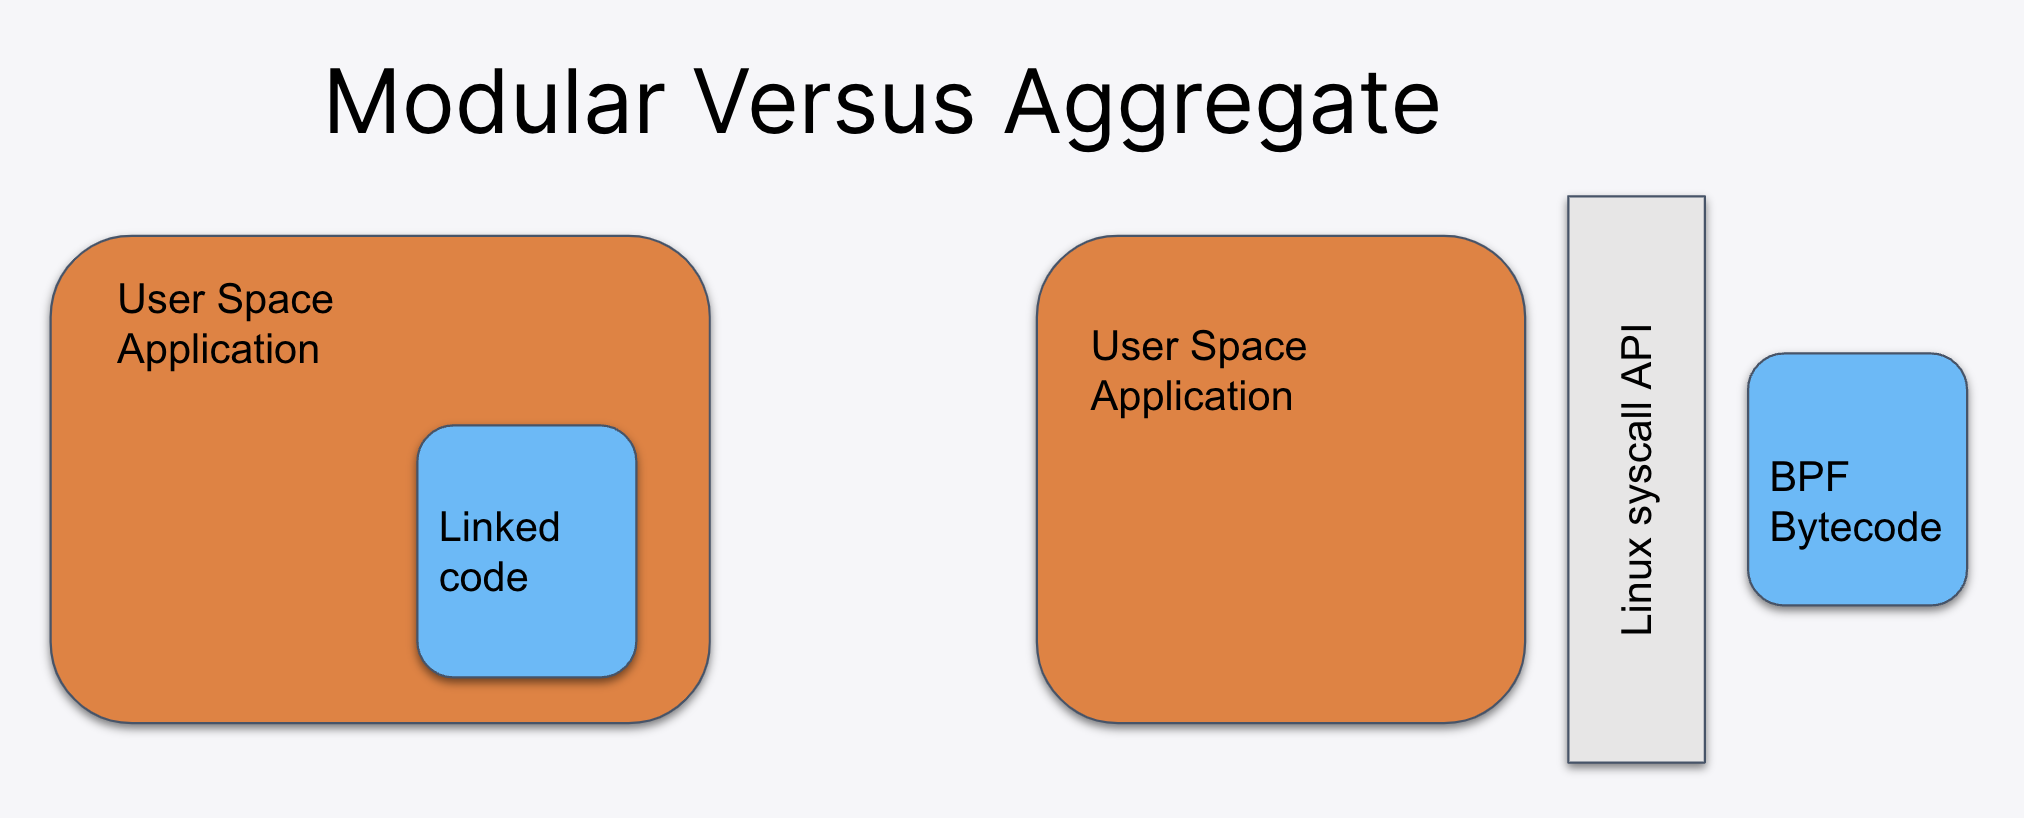 Modular Versus Aggregate
User Space
Application
Linked
code
User Space
Application
Linux syscall API
BPF
Bytecode